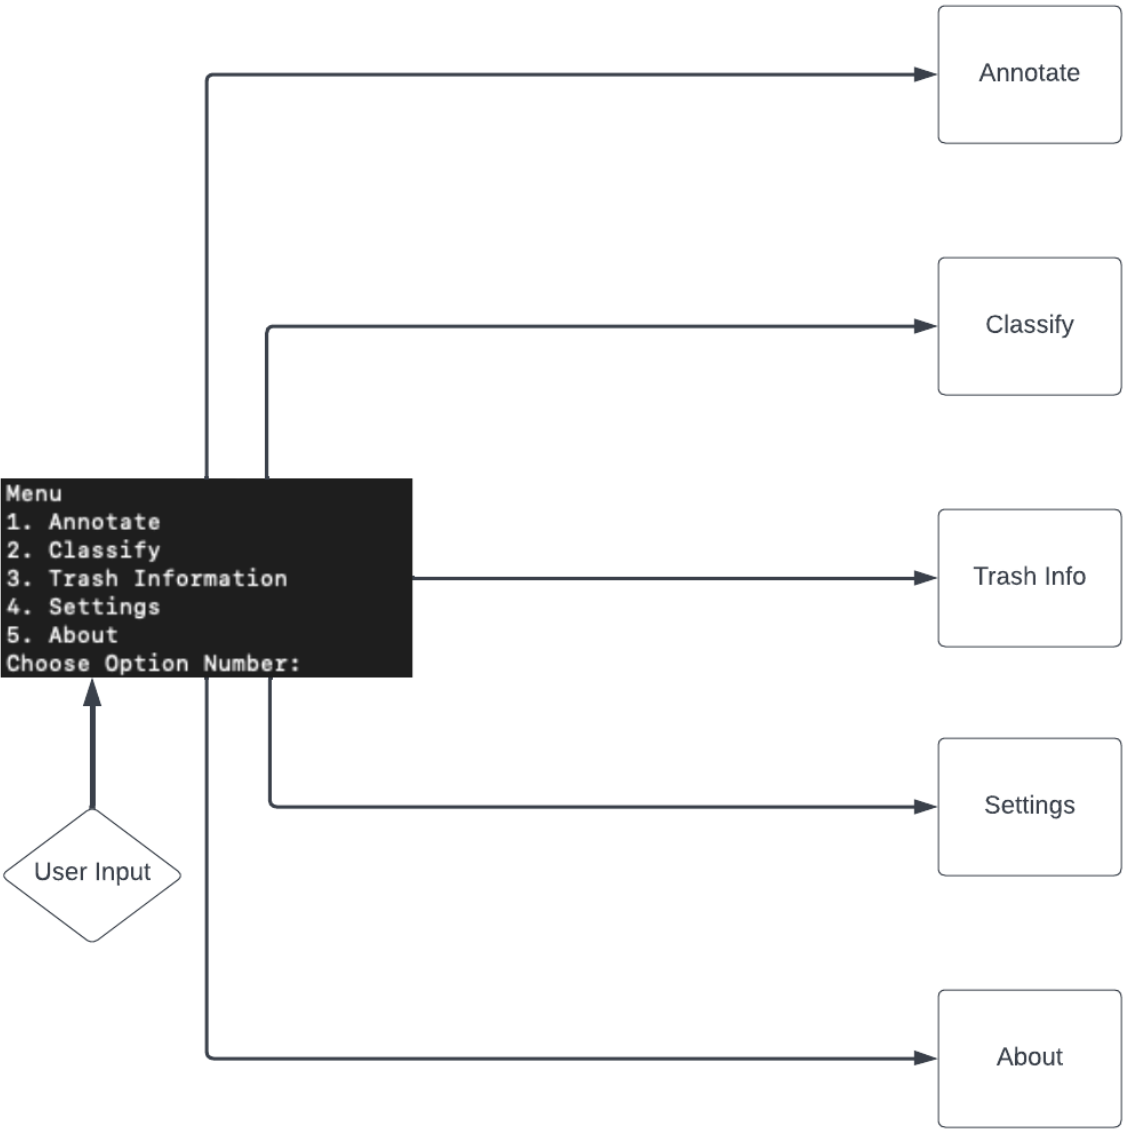 Annotate
Classify
Menu
1. Annotate
2. Classify
3. Trash Information
4. Settings
5. About
Choose Option Number:
Trash Info
Settings
User Input
About